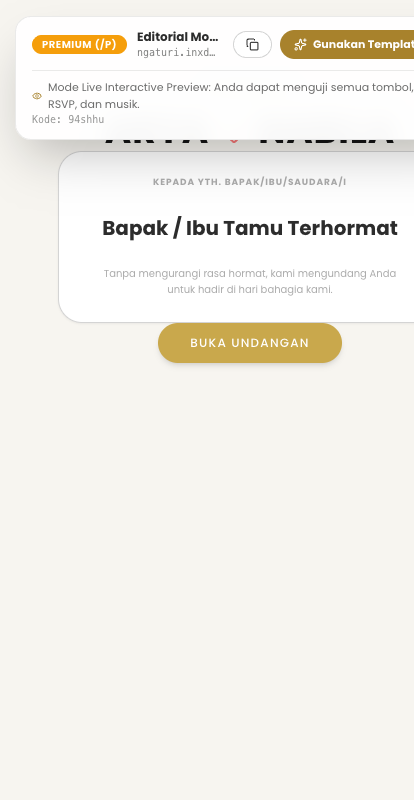 PREMIUM (/P)
Editorial Mo...
ngaturi.inxd…
Gunakan Templat
Mode Live Interactive Preview: Anda dapat menguji semua tombol,
RSVP, dan musik.
Kode: 94shhu
KEPADA YTH. BAPAK/IBU/SAUDARA/I
Bapak / Ibu Tamu Terhormat
Tanpa mengurangi rasa hormat, kami mengundang Anda
untuk hadir di hari bahagia kami.
BUKA UNDANGAN